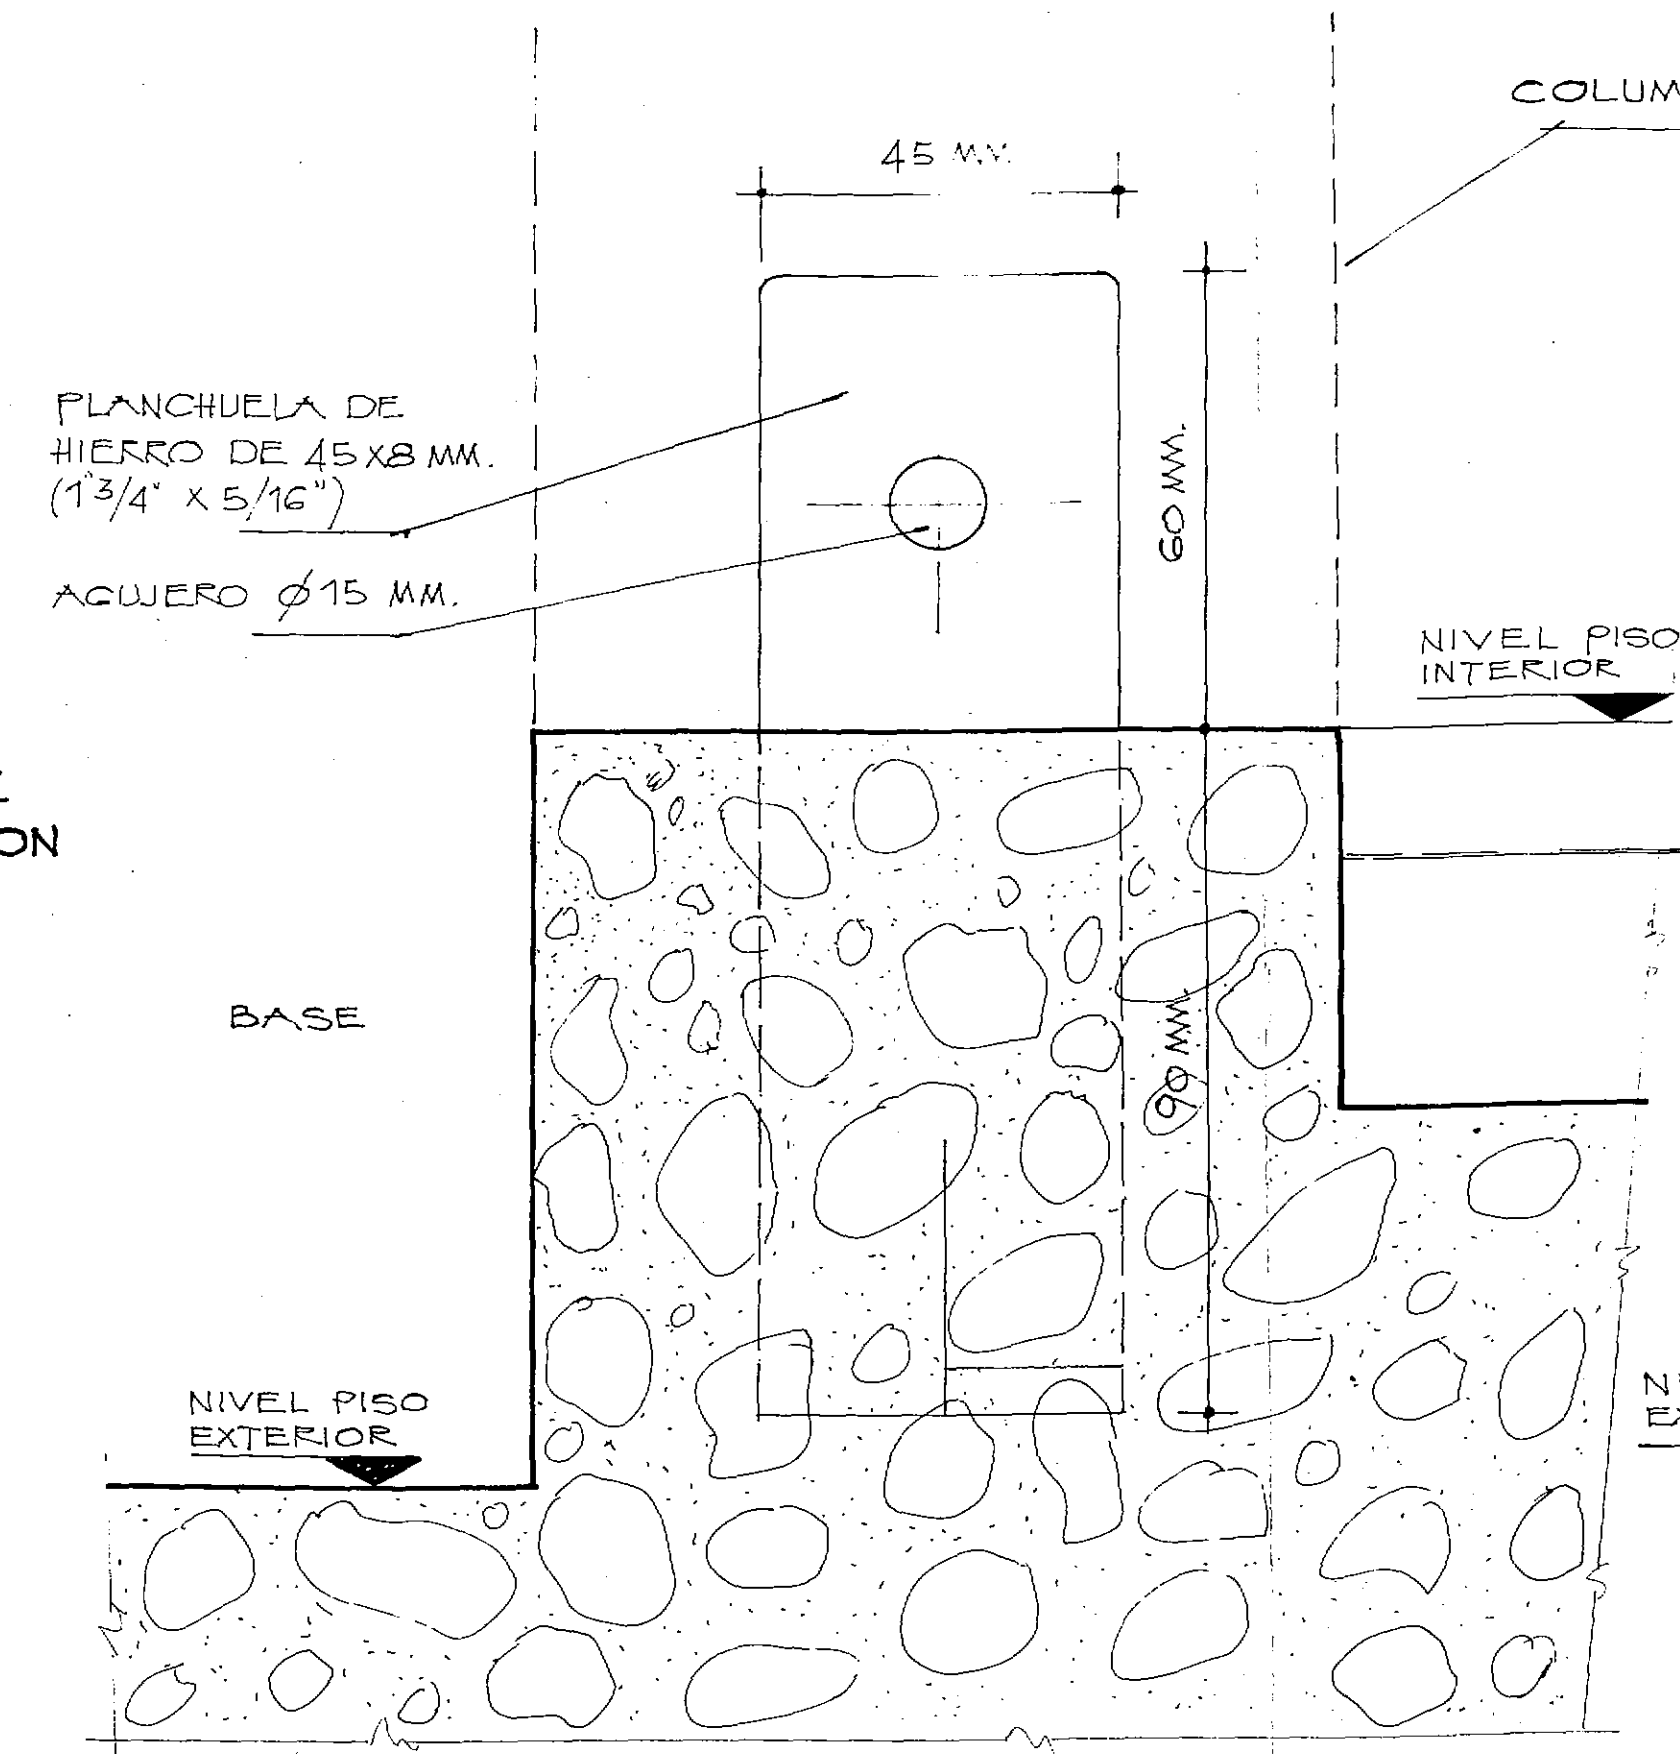 COLUM
45 MM.
PLANCHUELA DE
HIERRO DE 45X8 MM.
(1"3/4" X 5/16")
60 MM.
AGUJERO Ø15 MM.
NIVEL PISO
INTERIOR
ON
BASE
90 MM.
NIVEL PISO
EXTERIOR
N
EX